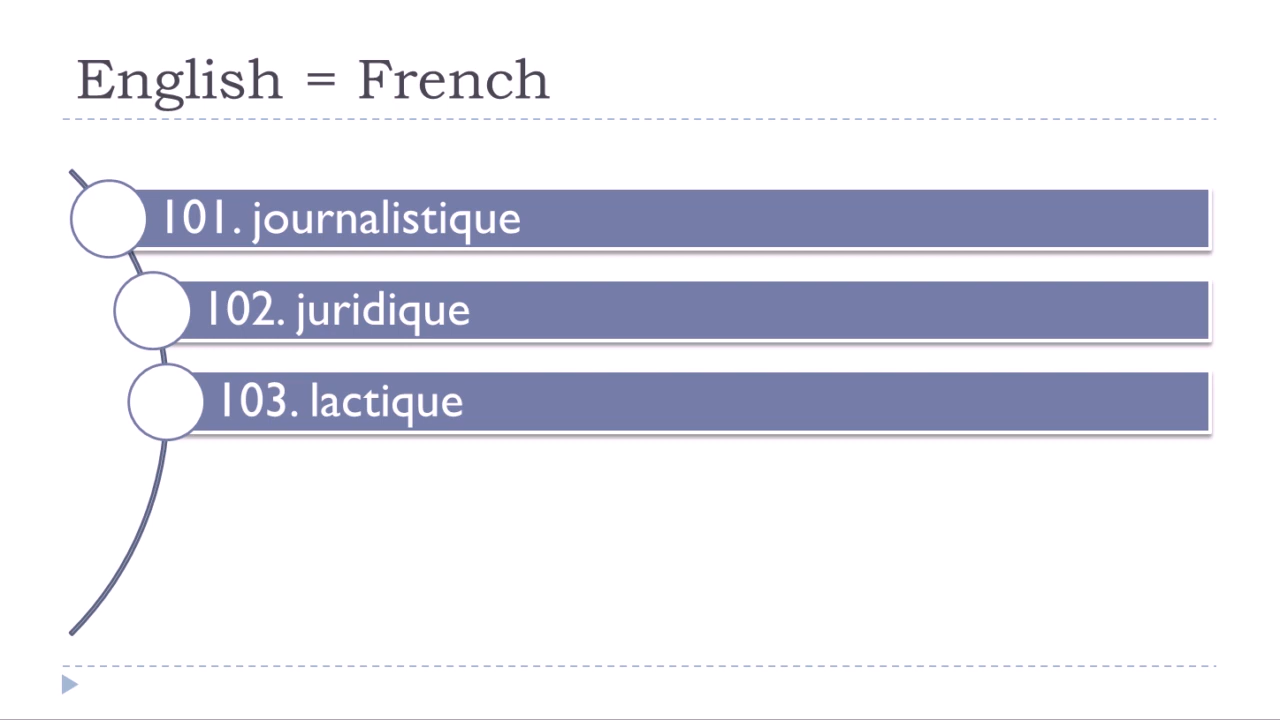 English = French
101. journalistique
102. juridique
103. lactique